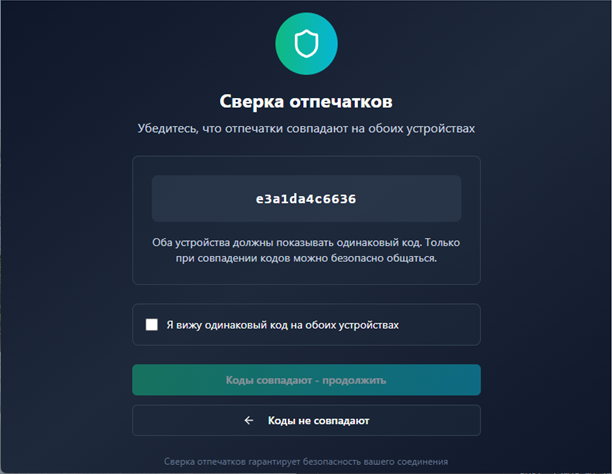 Сверка отпечатков
Убедитесь, что отпечатки совпадают на обоих устройствах
e3a1da4c6636
Оба устройства должны показывать одинаковый код. Только
при совпадении кодов можно безопасно общаться.
Я вижу одинаковый код на обоих устройствах
Коды совпадают - продолжить
← Коды не совпадают
Сверка отпечатков гарантирует безопасность вашего соединения